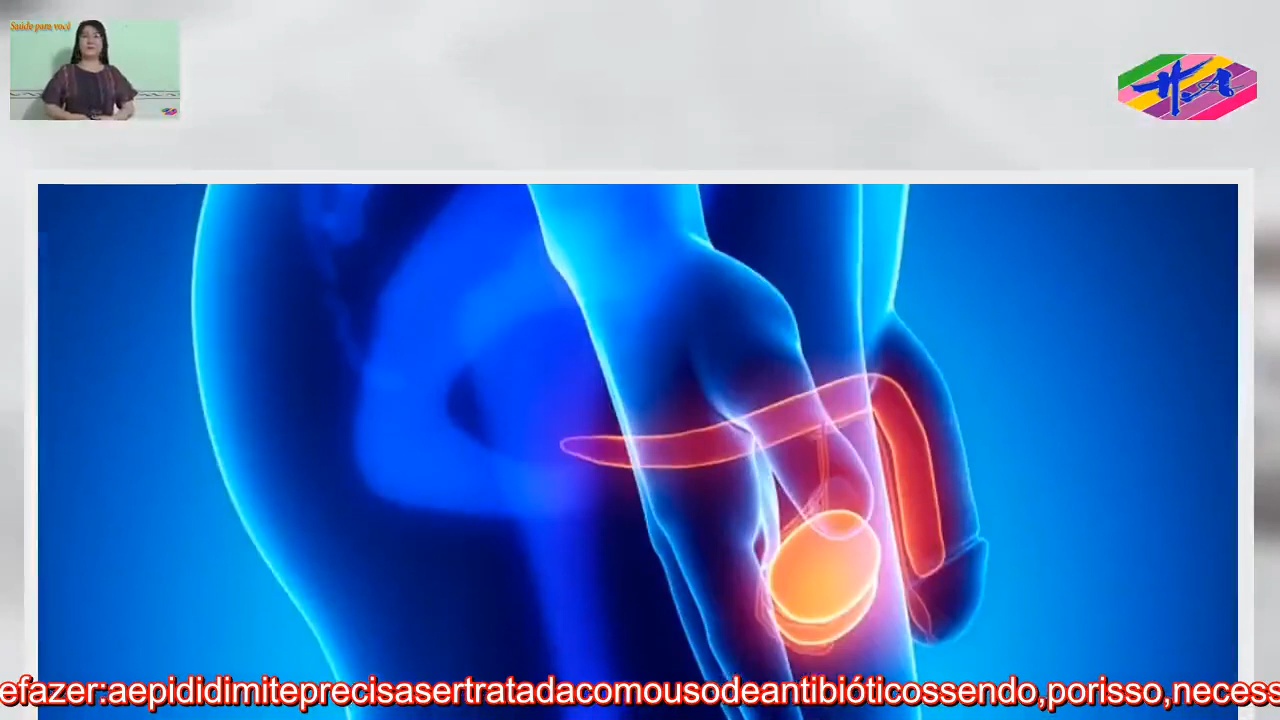 Saúde para você
H.A
efazer:aepididimiteprecisasertratadacomousodeantibióticossendo,porisso,necess